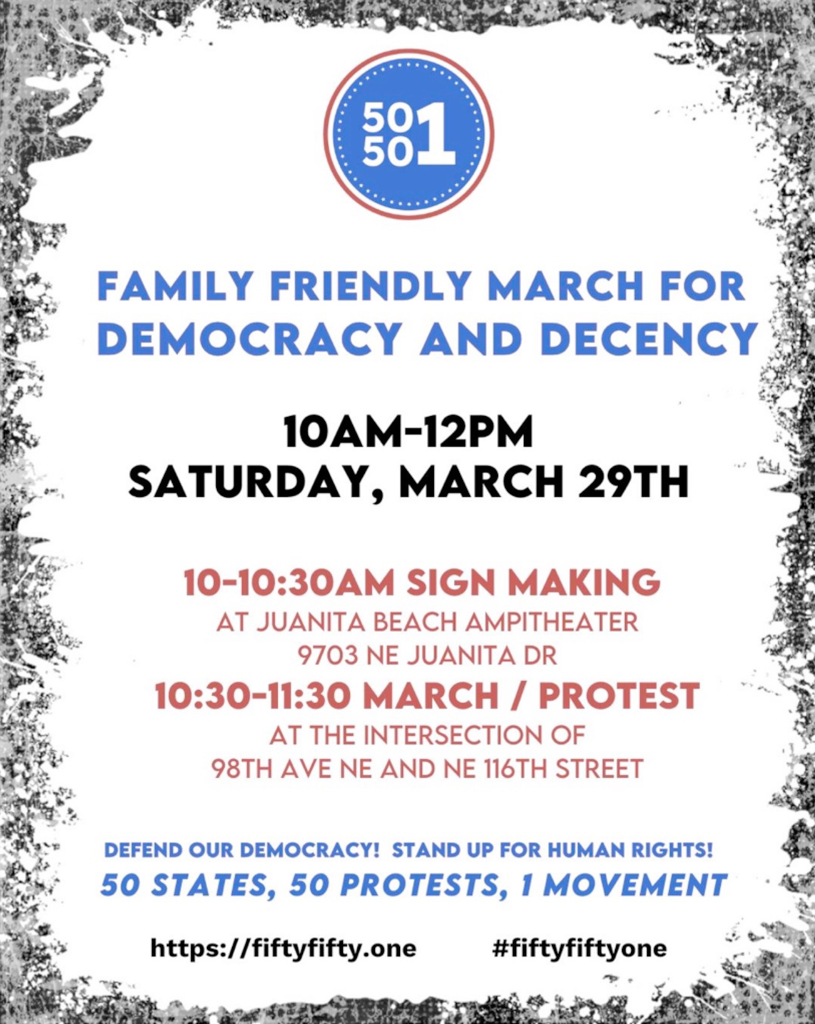 50
50 1
FAMILY FRIENDLY MARCH FOR
DEMOCRACY AND DECENCY
10AM-12PM
SATURDAY, MARCH 29TH
10-10:30AM SIGN MAKING
AT JUANITA BEACH AMPITHEATER
9703 NE JUANITA DR
10:30-11:30 MARCH / PROTEST
AT THE INTERSECTION OF
98TH AVE NE AND NE 116TH STREET
DEFEND OUR DEMOCRACY! STAND UP FOR HUMAN RIGHTS!
50 STATES, 50 PROTESTS, 1 MOVEMENT
https://fiftyfifty.one #fiftyfiftyone